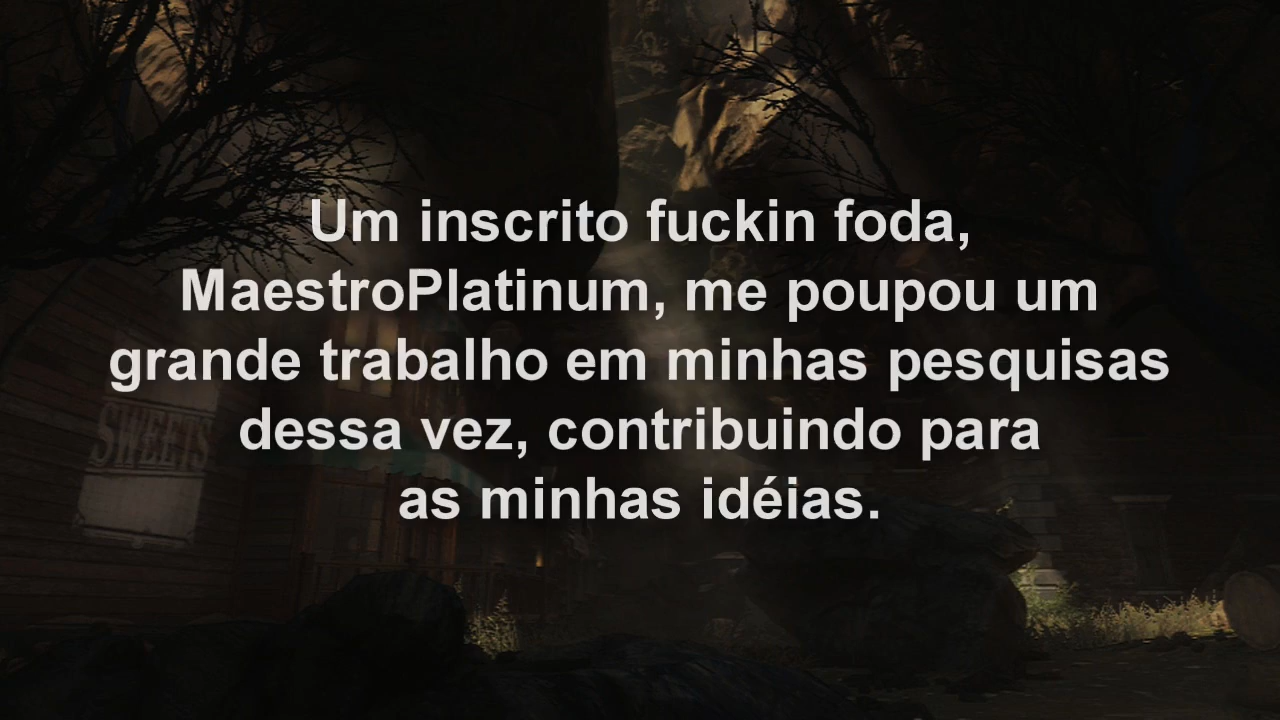 Um inscrito fuckin foda,
MaestroPlatinum, me poupou um
grande trabalho em minhas pesquisas
dessa vez, contribuindo para
as minhas idéias.
SWEETS